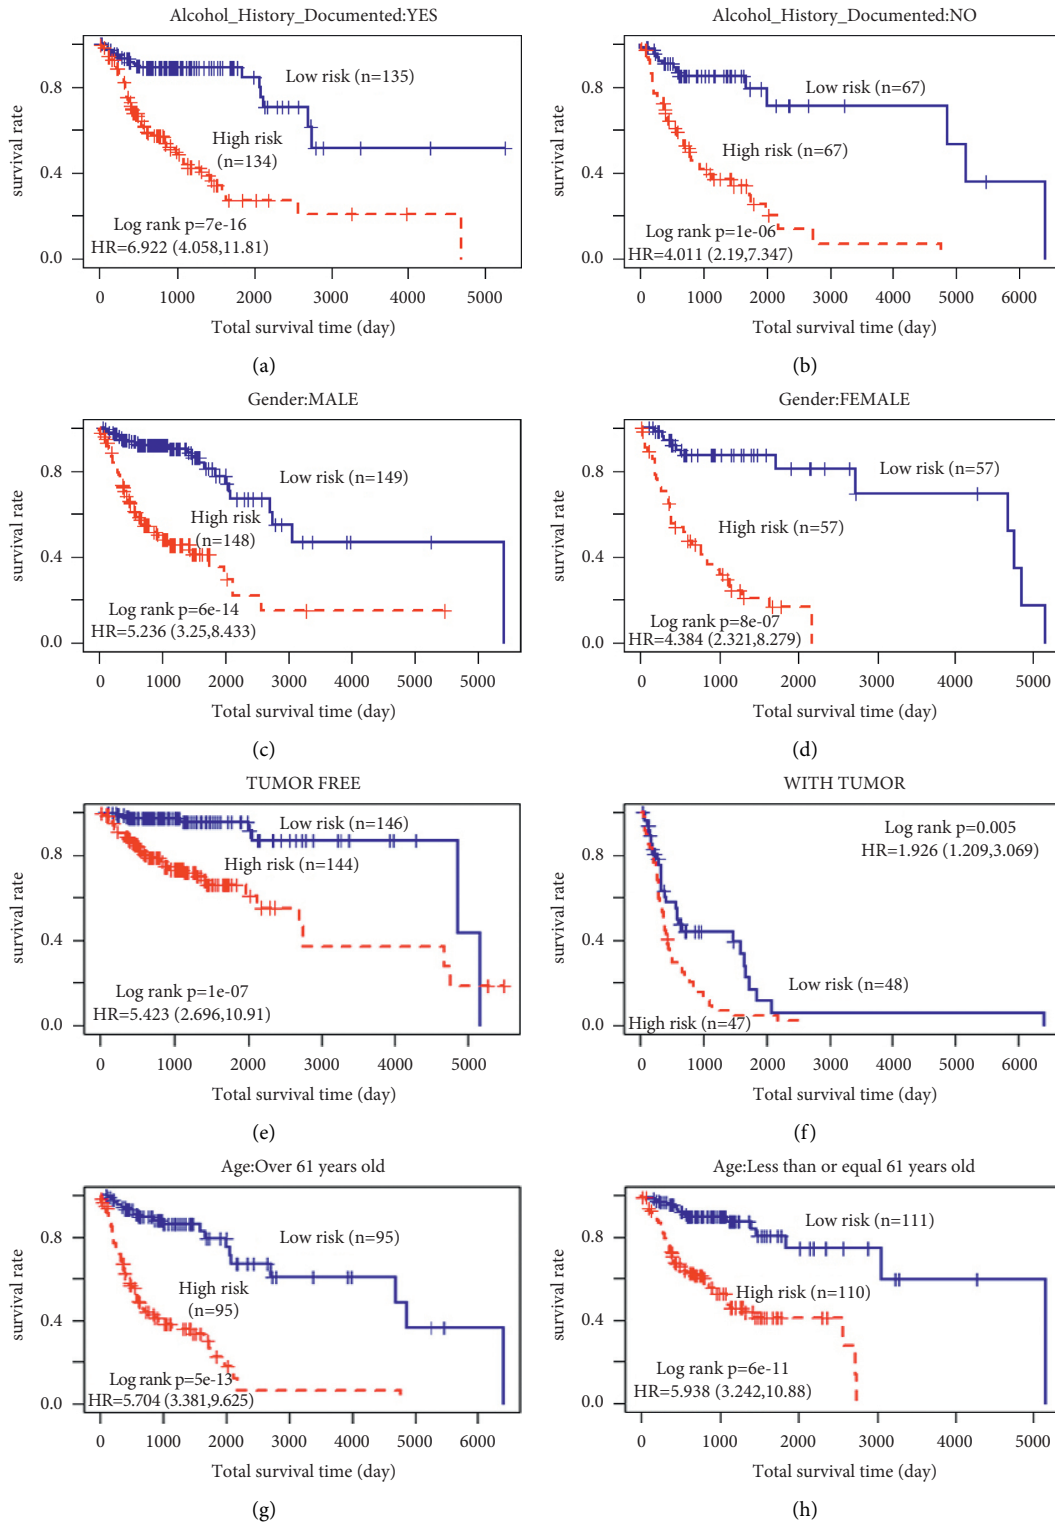 Alcohol_History_Documented:YES
survival rate
0.8
0.4
0.0
Low risk (n=135)
High risk
(n=134)
Log rank p=7e-16
HR=6.922 (4.058,11.81)
0 1000 2000 3000 4000 5000
Total survival time (day)
(a)
Alcohol_History_Documented:NO
survival rate
0.8
0.4
0.0
Low risk (n=67)
High risk (n=67)
Log rank p=1e-06
HR=4.011 (2.19,7.347)
0 1000 2000 3000 4000 5000 6000
Total survival time (day)
(b)
Gender:MALE
survival rate
0.8
0.4
0.0
Low risk (n=149)
High risk
(n=148)
Log rank p=6e-14
HR=5.236 (3.25,8.433)
0 1000 2000 3000 4000 5000 5000
Total survival time (day)
(c)
Gender:FEMALE
survival rate
0.8
0.4
0.0
Low risk (n=57)
High risk (n=57)
Log rank p=8e-07
HR=4.384 (2.321,8.279)
0 1000 2000 3000 4000 5000
Total survival time (day)
(d)
TUMOR FREE
survival rate
0.8
0.4
0.0
Low risk (n=146)
High risk (n=144)
Log rank p=1e-07
HR=5.423 (2.696,10.91)
0 1000 2000 3000 4000 5000
Total survival time (day)
(e)
WITH TUMOR
survival rate
0.8
0.4
0.0
Log rank p=0.005
HR=1.926 (1.209,3.069)
Low risk (n=48)
High risk (n=47)
0 1000 2000 3000 4000 5000 6000
Total survival time (day)
(f)
Age:Over 61 years old
survival rate
0.8
0.4
0.0
Low risk (n=95)
High risk
(n=95)
Log rank p=5e-13
HR=5.704 (3.381,9.625)
0 1000 2000 3000 4000 5000 6000
Total survival time (day)
(g)
Age:Less than or equal 61 years old
survival rate
0.8
0.4
0.0
Low risk (n=111)
High risk (n=110)
Log rank p=6e-11
HR=5.938 (3.242,10.88)
0 1000 2000 3000 4000 5000
Total survival time (day)
(h)